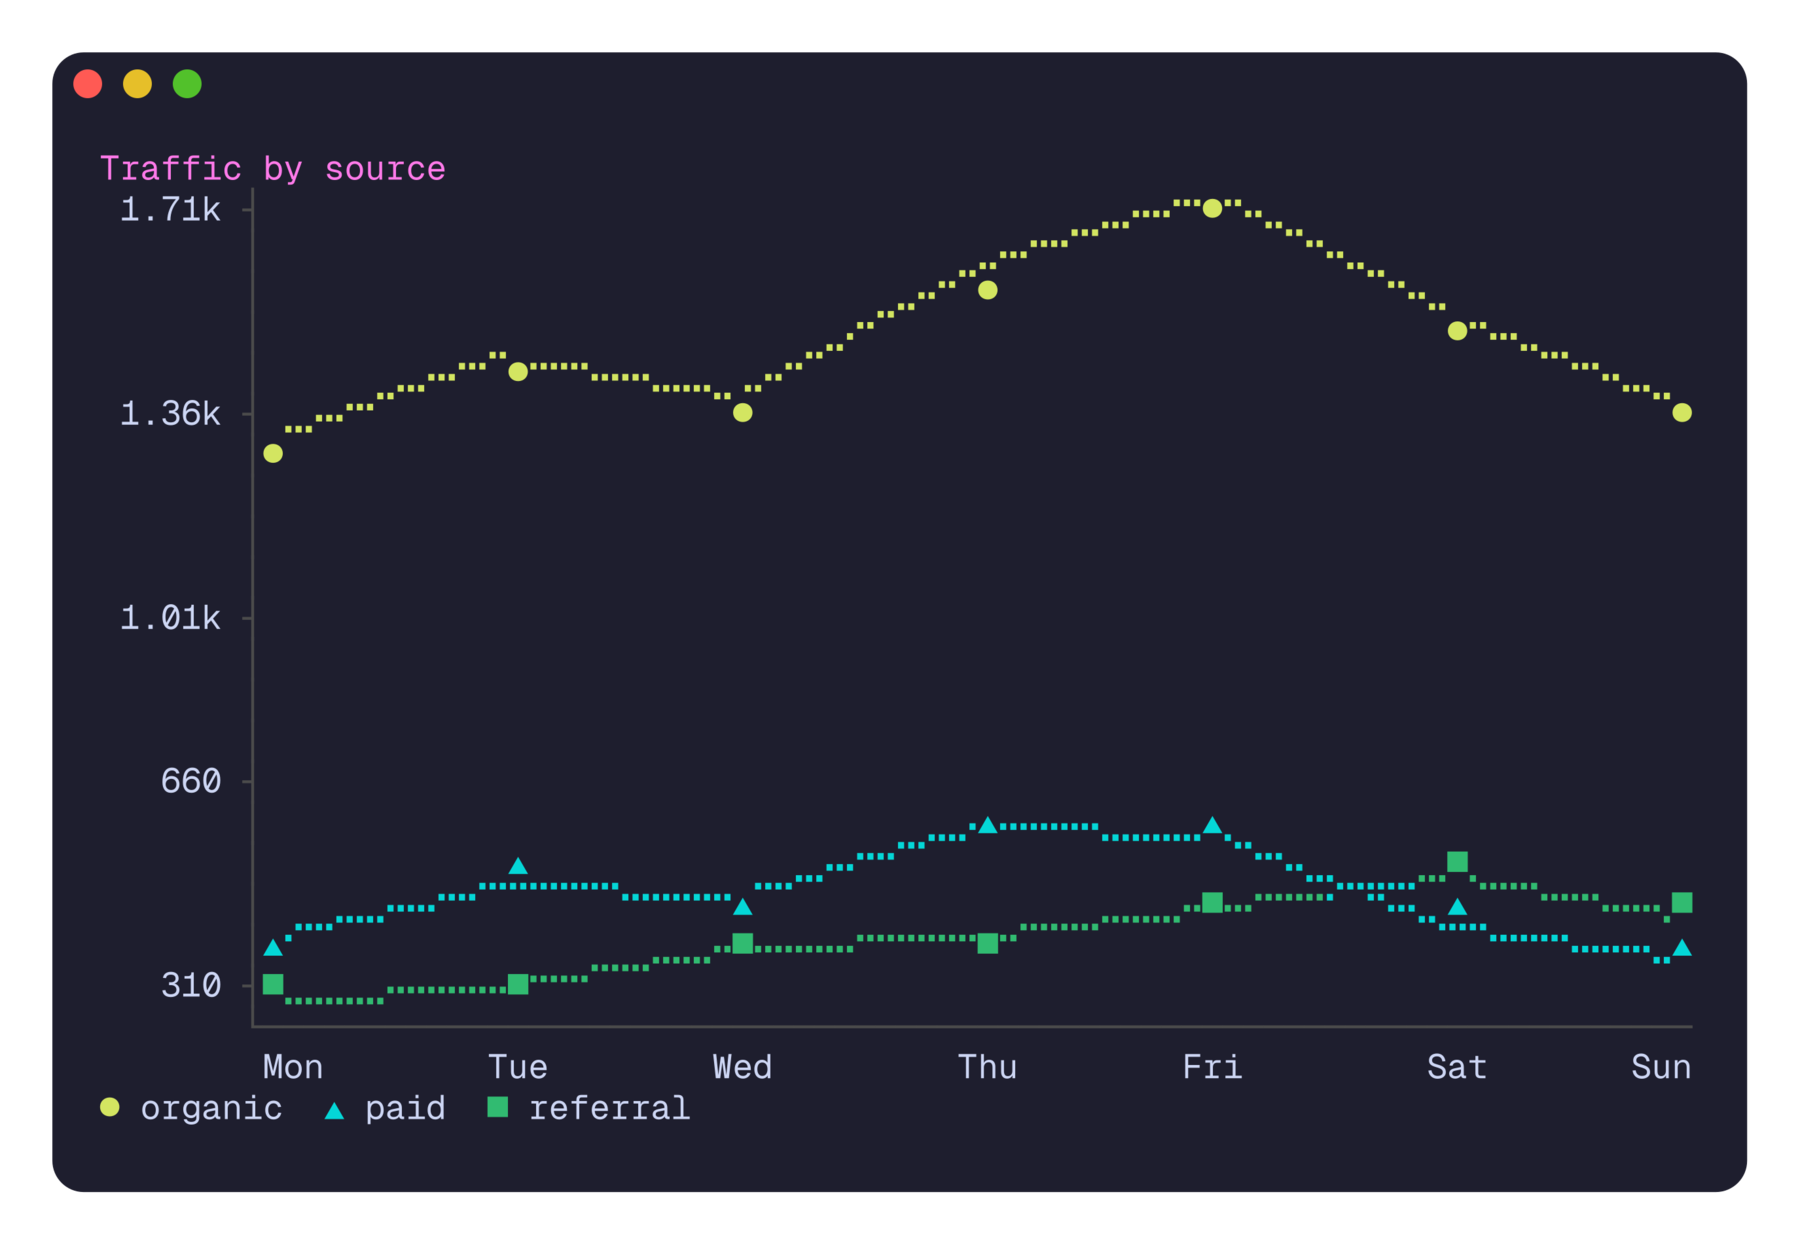 Traffic by source
1.71k
1.36k
1.01k
660
310
Mon Tue Wed Thu Fri Sat Sun
organic paid referral